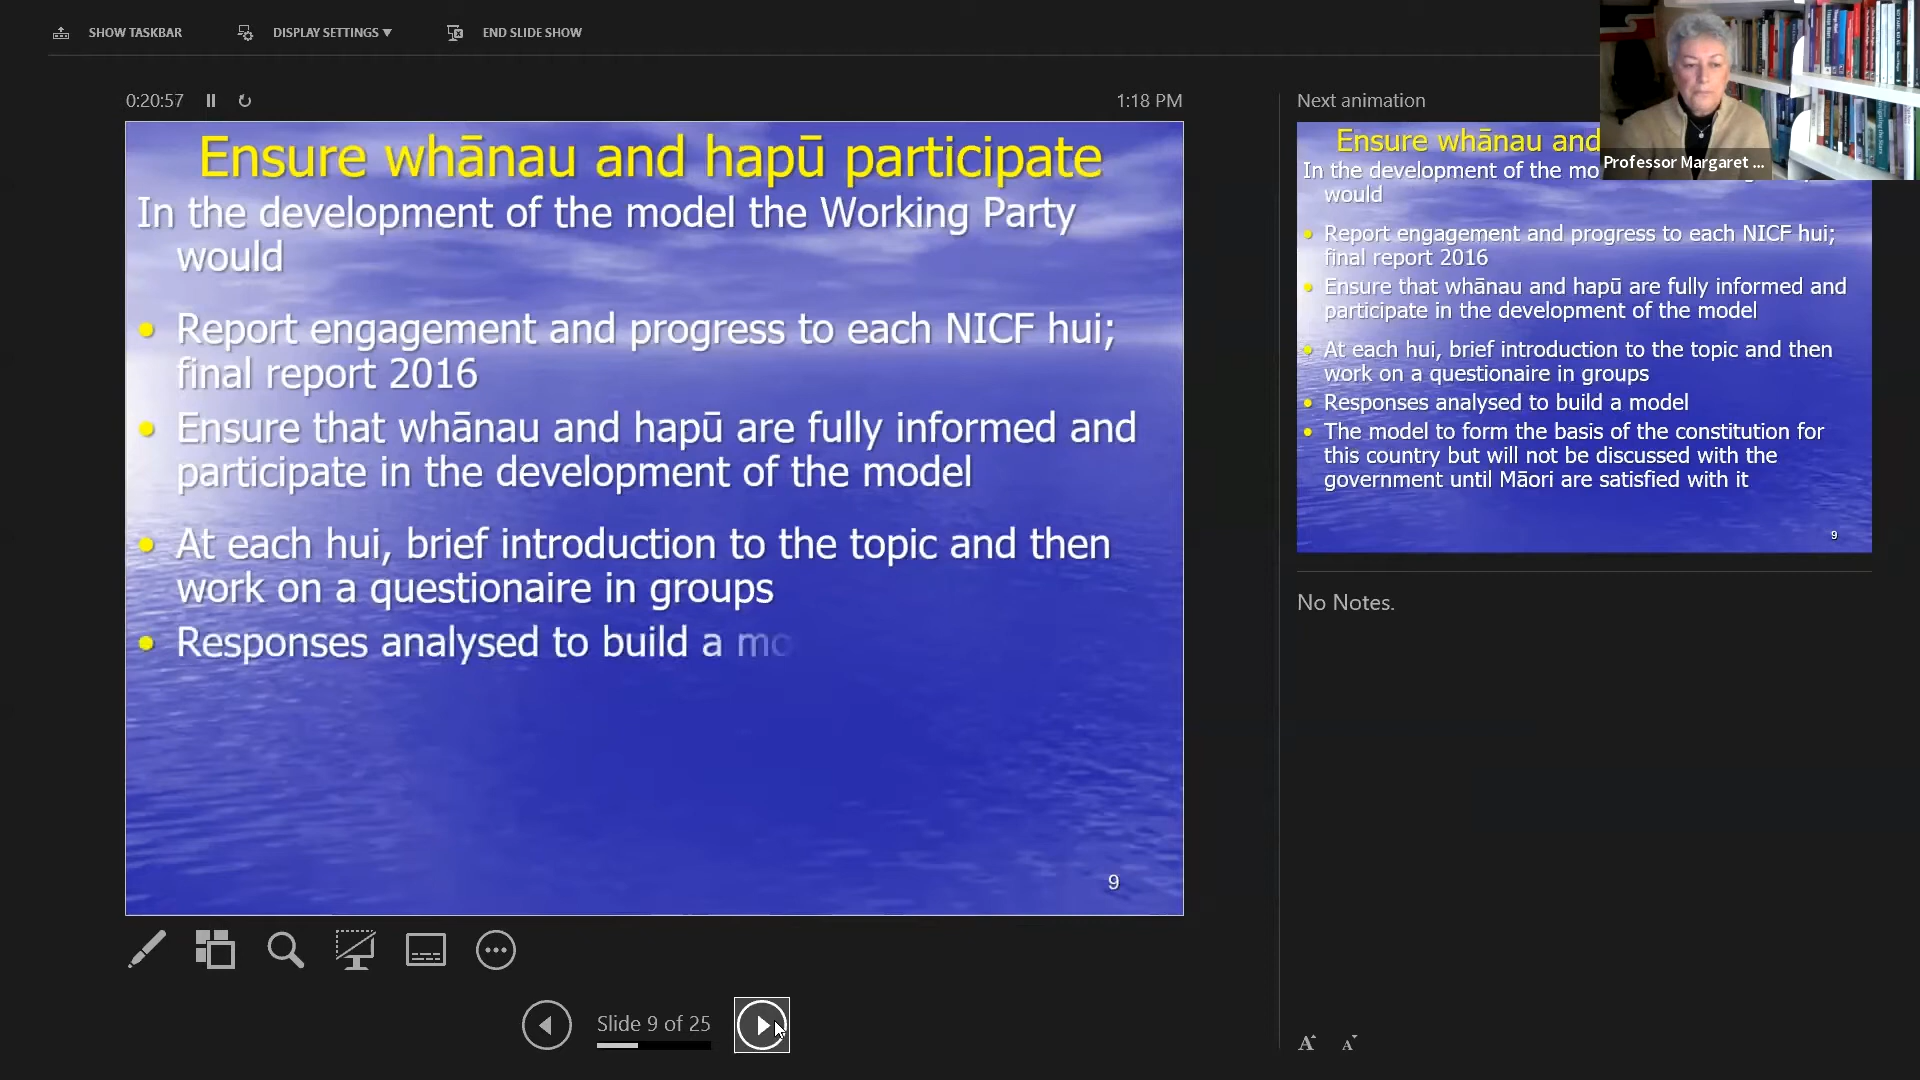 SHOW TASKBAR
DISPLAY SETTINGS ▼
END SLIDE SHOW
0:20:57
1:18 PM
Ensure whānau and hapū participate
In the development of the model the Working Party
would
• Report engagement and progress to each NICF hui;
final report 2016
• Ensure that whānau and hapū are fully informed and
participate in the development of the model
• At each hui, brief introduction to the topic and then
work on a questionaire in groups
• Responses analysed to build a mo
9
Slide 9 of 25
Next animation
Professor Margaret ...
Ensure whānau and
In the development of the mo
would
• Report engagement and progress to each NICF hui;
final report 2016
• Ensure that whānau and hapū are fully informed and
participate in the development of the model
• At each hui, brief introduction to the topic and then
work on a questionaire in groups
• Responses analysed to build a model
• The model to form the basis of the constitution for
this country but will not be discussed with the
government until Māori are satisfied with it
9
No Notes.
A A